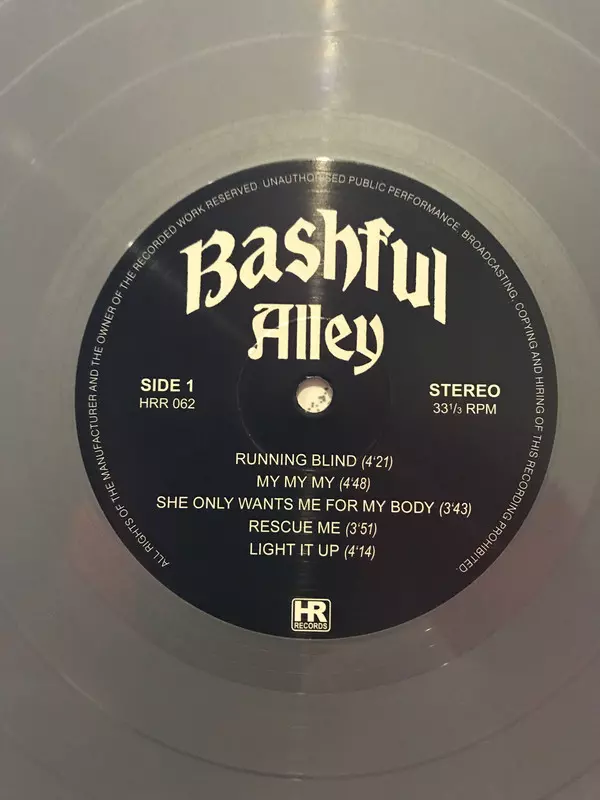 ALL RIGHTS OF THE MANUFACTURER AND THE OWNER OF THE RECORDED WORK RESERVED UNAUTHORISED PUBLIC PERFORMANCE BROADCASTING, COPYING AND HIRING OF THIS RECORDING PROHIBITED.
Bashful
Alley
SIDE 1
HRR 062
STEREO
33 1/3 RPM
RUNNING BLIND (4'21)
MY MY MY (4'48)
SHE ONLY WANTS ME FOR MY BODY (3'43)
RESCUE ME (3'51)
LIGHT IT UP (4'14)
HR
RECORDS